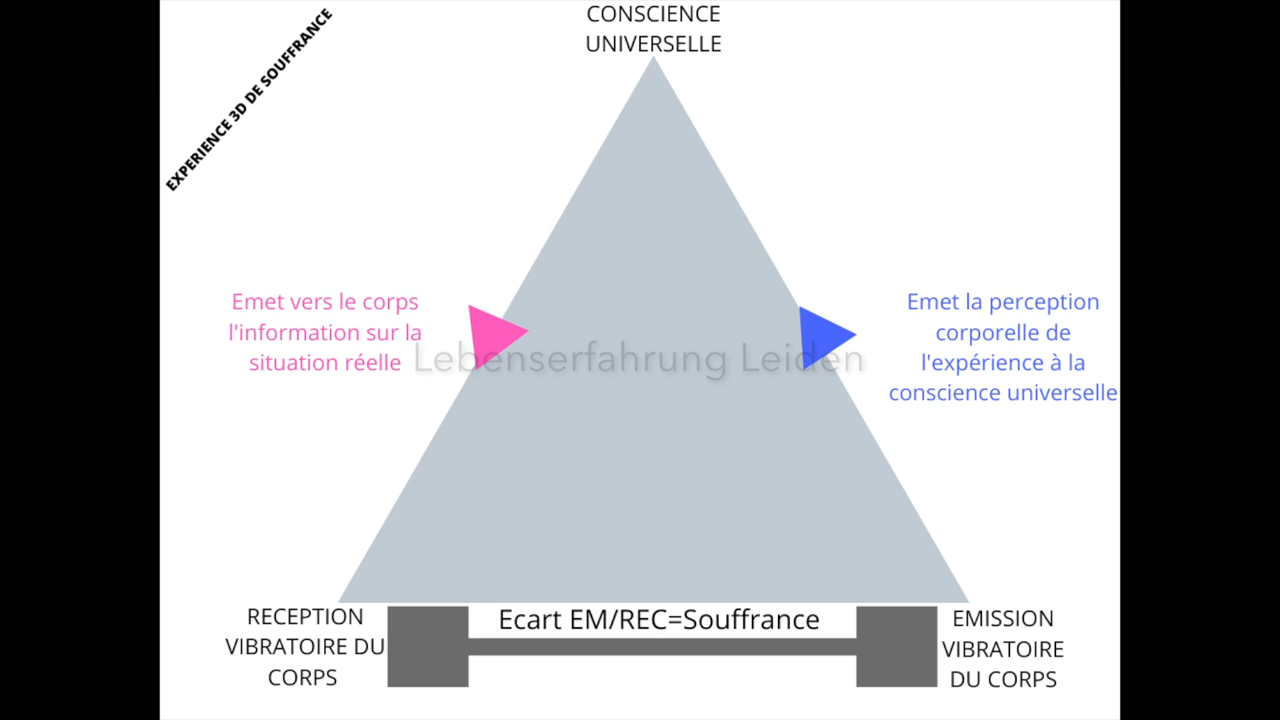 EXPERIENCE 3D DE SOUFFRANCE
CONSCIENCE
UNIVERSELLE
Emet vers le corps
l'information sur la
situation réelle
Emet la perception
corporelle de
l'expérience à la
conscience universelle
Lebenserfahrung Leiden
RECEPTION
VIBRATOIRE DU
CORPS
Ecart EM/REC=Souffrance
EMISSION
VIBRATOIRE
DU CORPS